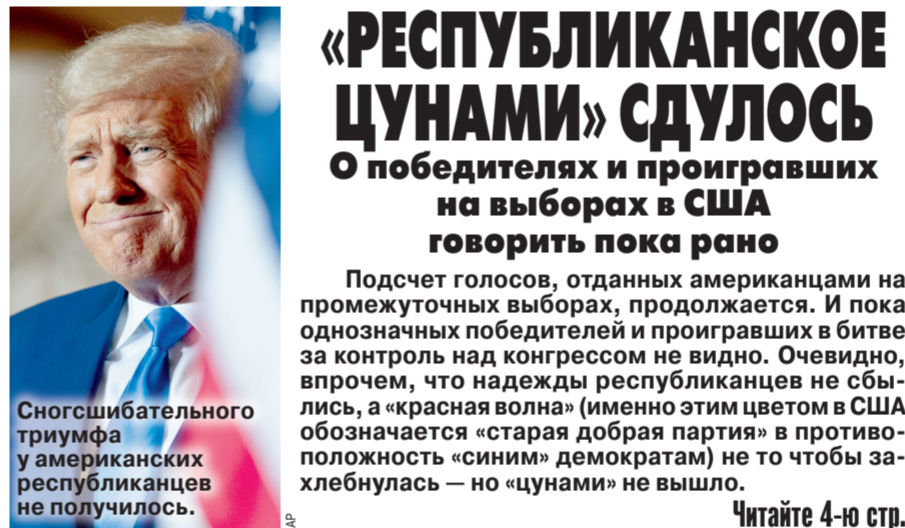 «РЕСПУБЛИКАНСКОЕ
ЦУНАМИ» СДУЛОСЬ
О победителях и проигравших
на выборах в США
говорить пока рано
Подсчет голосов, отданных американцами на
промежуточных выборах, продолжается. И пока
однозначных победителей и проигравших в битве
за контроль над конгрессом не видно. Очевидно,
впрочем, что надежды республиканцев не сбы-
лись, а «красная волна» (именно этим цветом в США
обозначается «старая добрая партия» в противо-
положность «синим» демократам) не то чтобы за-
хлебнулась — но «цунами» не вышло.
Читайте 4-ю стр.
Сногсшибательного
триумфа
у американских
республиканцев
не получилось.
AP